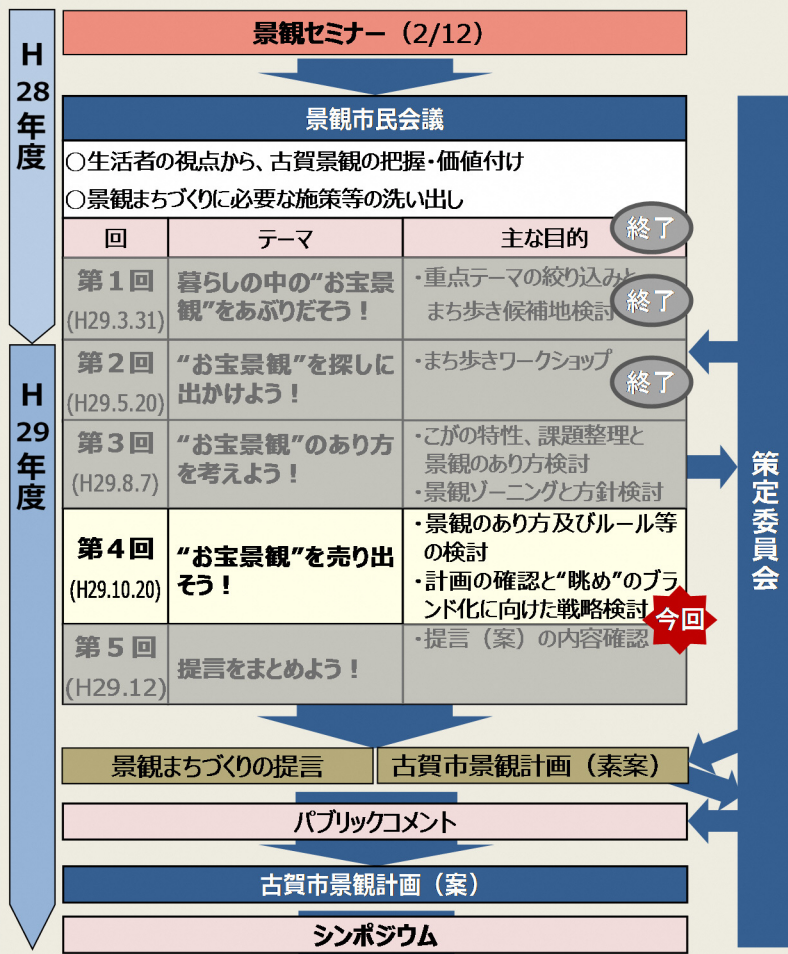 H
28
年
度
景観セミナー（2/12）
景観市民会議
○生活者の視点から、古賀景観の把握・価値付け
○景観まちづくりに必要な施策等の洗い出し
回
テーマ
主な目的
終了
第１回
(H29.3.31)
暮らしの中の“お宝景
観”をあぶりだそう！
・重点テーマの絞り込みと
まち歩き候補地検討
終了
H
29
年
度
第２回
(H29.5.20)
“お宝景観”を探しに
出かけよう！
・まち歩きワークショップ
終了
第３回
(H29.8.7)
“お宝景観”のあり方
を考えよう！
・こがの特性、課題整理と
景観のあり方検討
・景観ゾーニングと方針検討
第４回
(H29.10.20)
“お宝景観”を売り出
そう！
・景観のあり方及びルール等
の検討
・計画の確認と“眺め”のブラ
ンド化に向けた戦略検討
今回
第５回
(H29.12)
提言をまとめよう！
・提言（案）の内容確認
策定委員会
景観まちづくりの提言
古賀市景観計画（素案）
パブリックコメント
古賀市景観計画（案）
シンポジウム